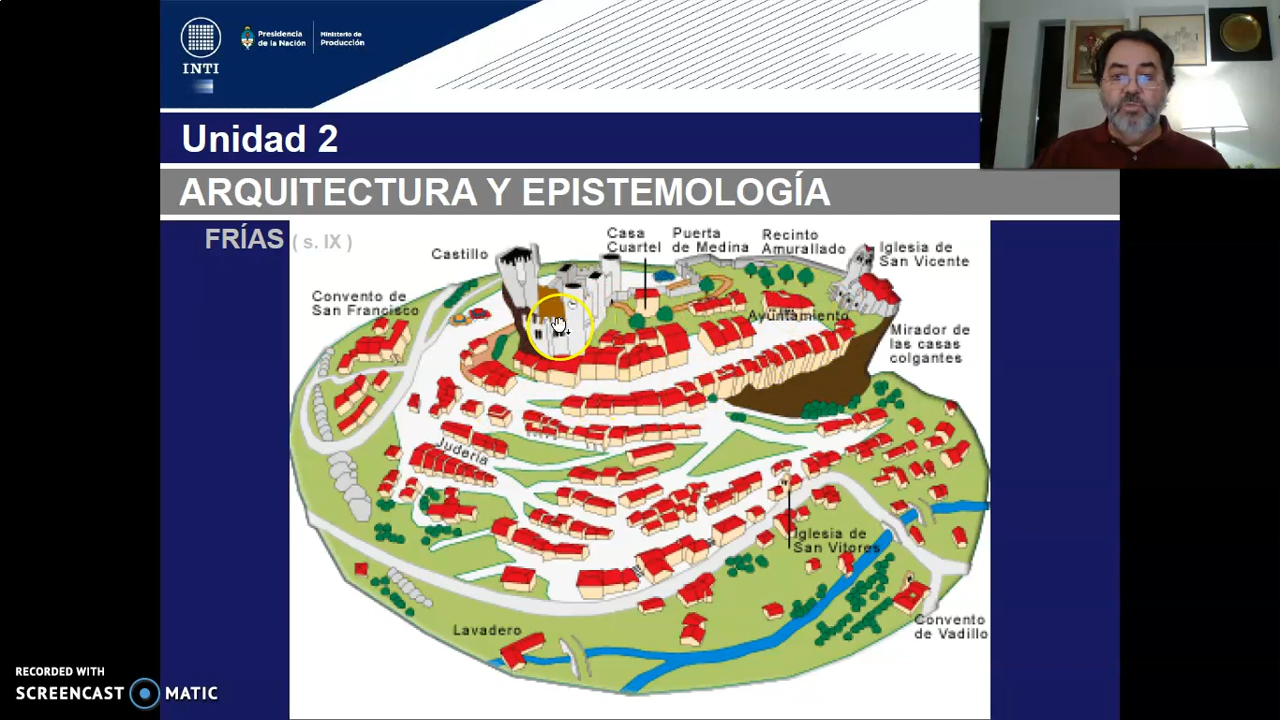 INTI
Presidencia
de la Nación
Ministerio de
Producción
Unidad 2
ARQUITECTURA Y EPISTEMOLOGÍA
FRÍAS ( s. IX )
Castillo
Casa
Cuartel
Puerta
de Medina
Recinto
Amurallado
Iglesia de
San Vicente
Convento de
San Francisco
Ayuntamiento
Mirador de
las casas
colgantes
Judería
Iglesia de
San Vitores
Convento
de Vadillo
Lavadero
RECORDED WITH
SCREENCAST MATIC